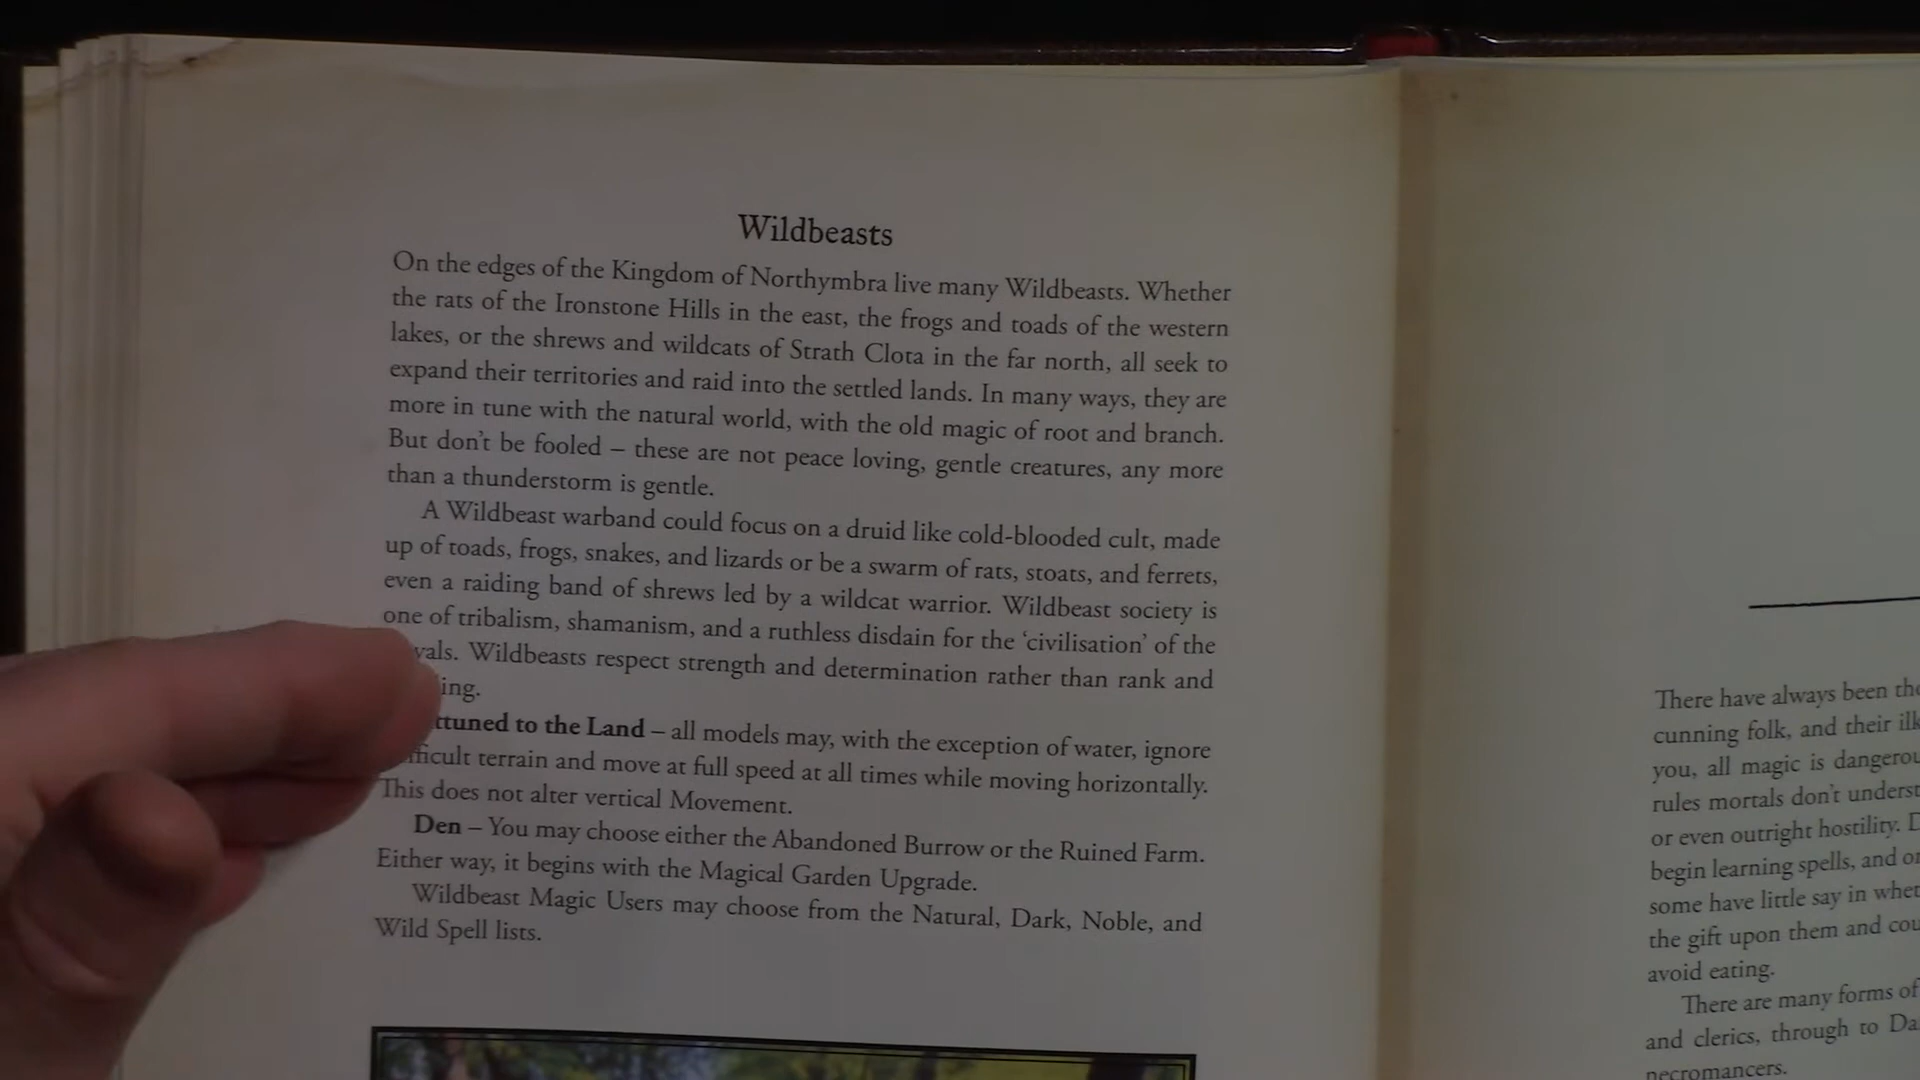 Wildbeasts
On the edges of the Kingdom of Northymbra live many Wildbeasts. Whether
the rats of the Ironstone Hills in the east, the frogs and toads of the western
lakes, or the shrews and wildcats of Strath Clota in the far north, all seek to
expand their territories and raid into the settled lands. In many ways, they are
more in tune with the natural world, with the old magic of root and branch.
But don't be fooled – these are not peace loving, gentle creatures, any more
than a thunderstorm is gentle.
A Wildbeast warband could focus on a druid like cold-blooded cult, made
up of toads, frogs, snakes, and lizards or be a swarm of rats, stoats, and ferrets,
even a raiding band of shrews led by a wildcat warrior. Wildbeast society is
one of tribalism, shamanism, and a ruthless disdain for the ‘civilisation’ of the
vals. Wildbeasts respect strength and determination rather than rank and
ing.
ttuned to the Land – all models may, with the exception of water, ignore
fficult terrain and move at full speed at all times while moving horizontally.
This does not alter vertical Movement.
Den – You may choose either the Abandoned Burrow or the Ruined Farm.
Either way, it begins with the Magical Garden Upgrade.
Wildbeast Magic Users may choose from the Natural, Dark, Noble, and
Wild Spell lists.
There have always been
cunning folk, and their ilk
you, all magic is
rules mortals don't
or even outright hostility.
begin learning spells, and
some have little say in
the gift upon them and
avoid eating.
There are many forms of
and clerics, through to
necromancers.